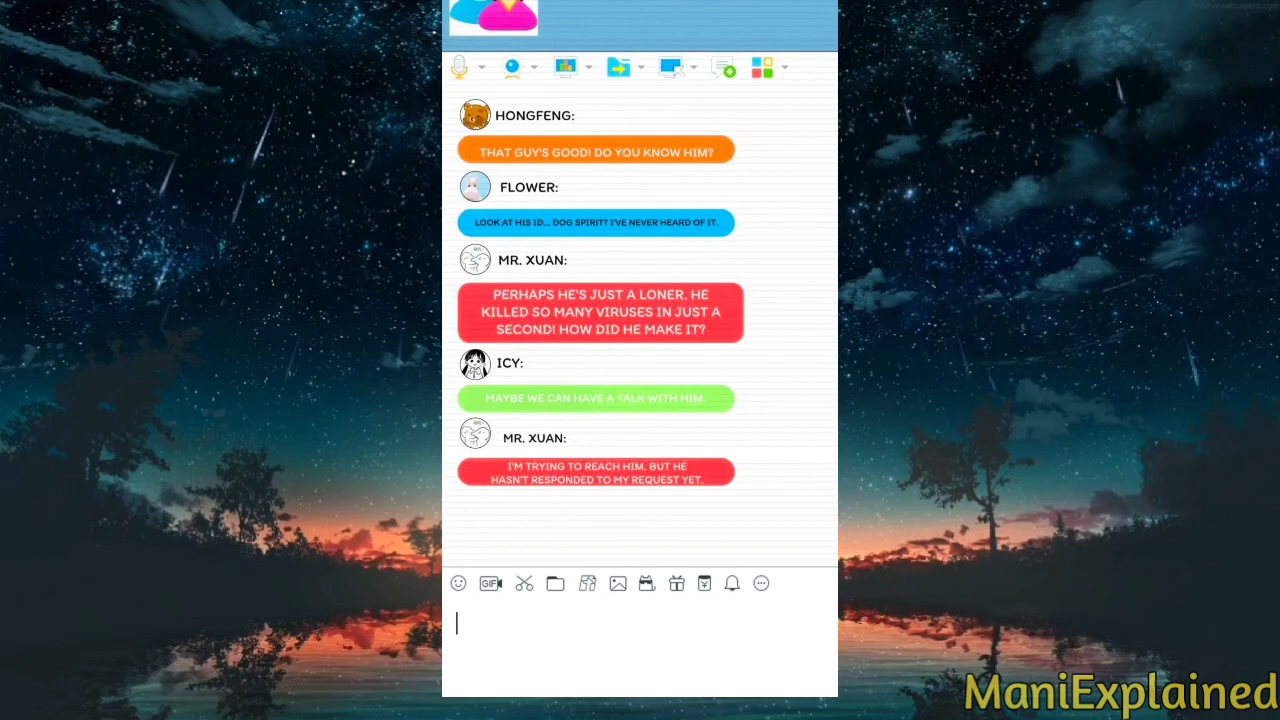 HONGFENG:
THAT GUY'S GOOD! DO YOU KNOW HIM?
FLOWER:
LOOK AT HIS ID... DOG SPIRIT? I'VE NEVER HEARD OF IT.
MR. XUAN:
PERHAPS HE'S JUST A LONER. HE
KILLED SO MANY VIRUSES IN JUST A
SECOND! HOW DID HE MAKE IT?
ICY:
MAYBE WE CAN HAVE A TALK WITH HIM.
MR. XUAN:
I'M TRYING TO REACH HIM. BUT HE
HASN'T RESPONDED TO MY REQUEST YET.
GIF
ManiExplained